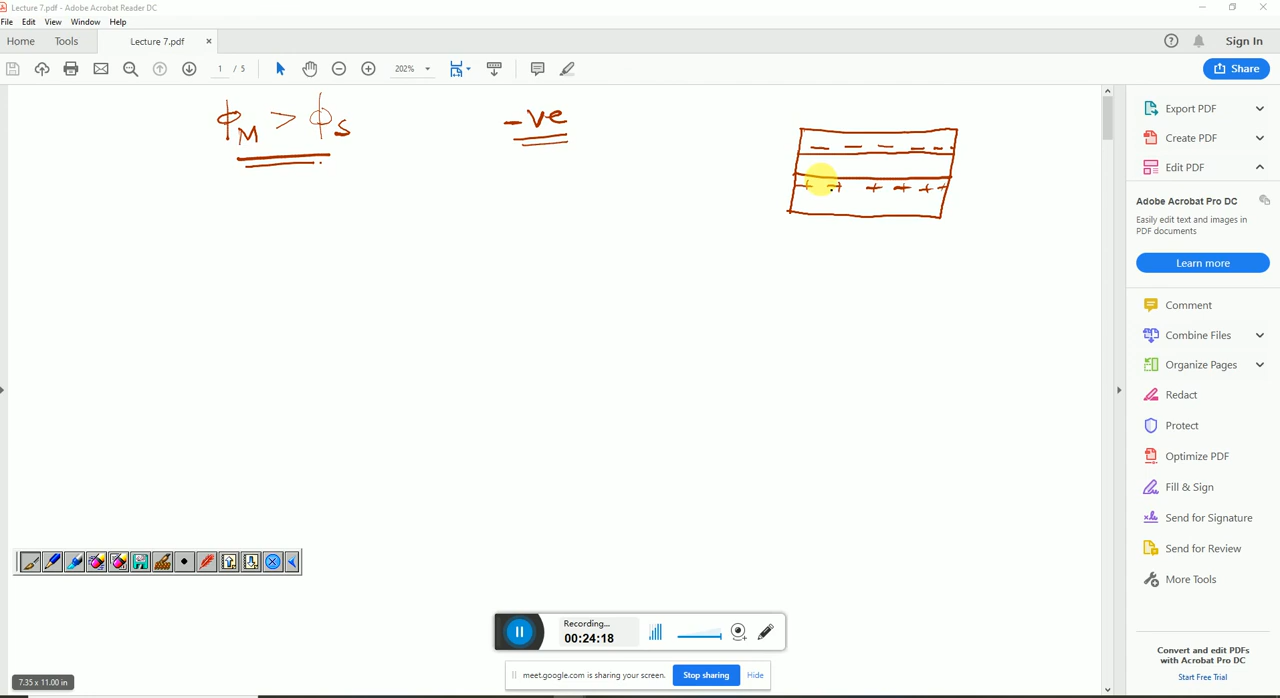 Lecture 7.pdf - Adobe Acrobat Reader DC
File Edit View Window Help
Home Tools Lecture 7.pdf × Sign In
1 / 5 202% Share
ϕM > ϕS -ve
– – – – – -
+ + + + + +
Export PDF
Create PDF
Edit PDF
Adobe Acrobat Pro DC
Easily edit text and images in
PDF documents
Learn more
Comment
Combine Files
Organize Pages
Redact
Protect
Optimize PDF
Fill & Sign
Send for Signature
Send for Review
More Tools
Recording...
00:24:18
Convert and edit PDFs
with Acrobat Pro DC
Start Free Trial
meet.google.com is sharing your screen. Stop sharing Hide
7.35 x 11.00 in